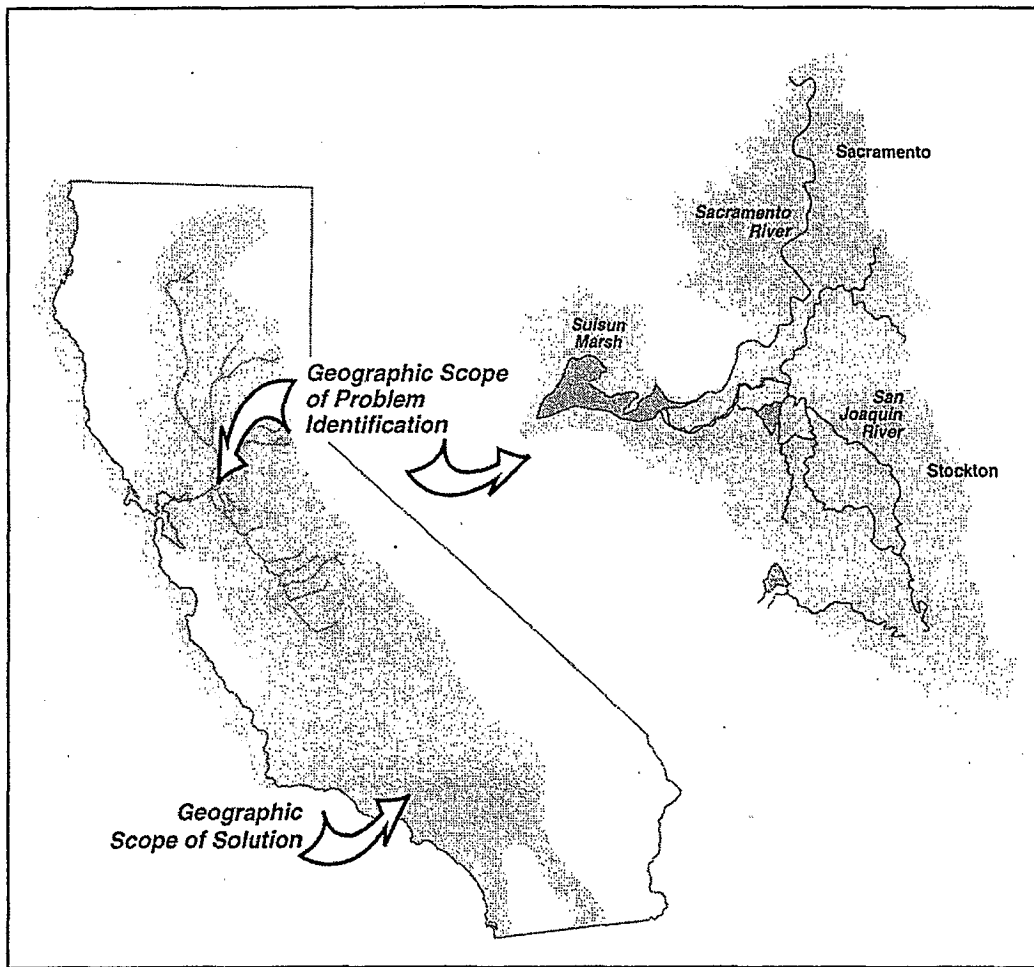 Sacramento
Sacramento
River
Suisun
Marsh
Geographic Scope
of Problem
Identification
San
Joaquin
River
Stockton
Geographic
Scope of Solution